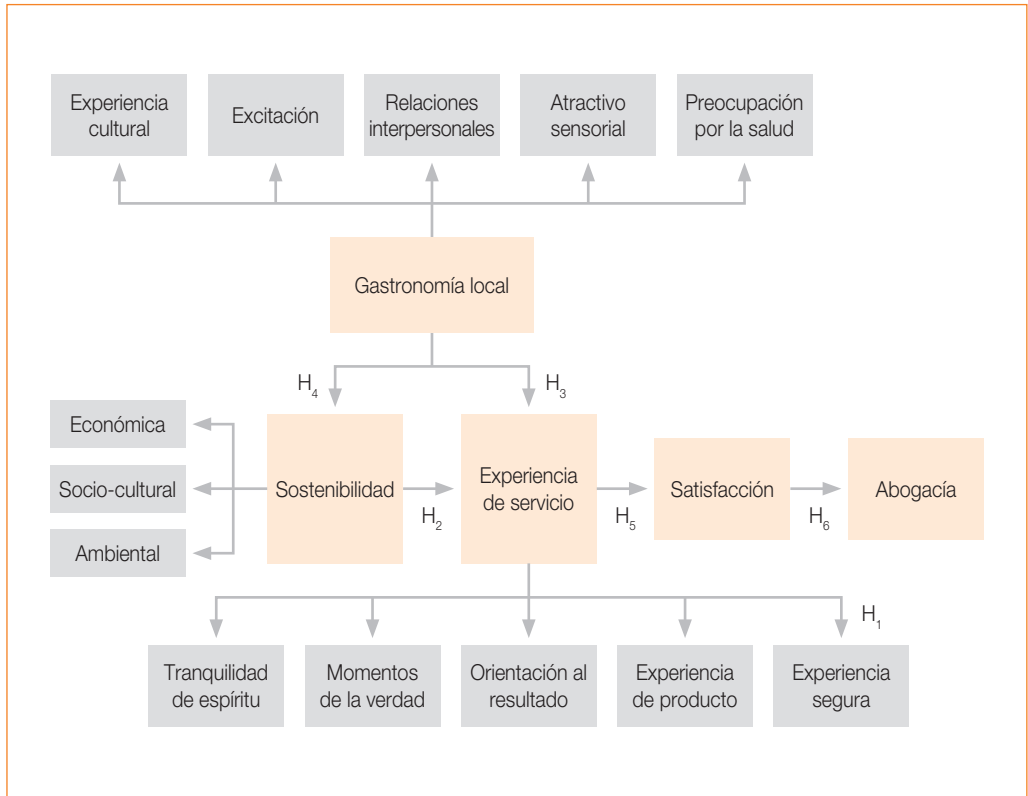 Experiencia
cultural
Excitación
Relaciones
interpersonales
Atractivo
sensorial
Preocupación
por la salud
Gastronomía local
H4
H3
Económica
Socio-cultural
Ambiental
Sostenibilidad
H2
Experiencia
de servicio
H5
Satisfacción
H6
Abogacía
H1
Tranquilidad
de espíritu
Momentos
de la verdad
Orientación al
resultado
Experiencia
de producto
Experiencia
segura